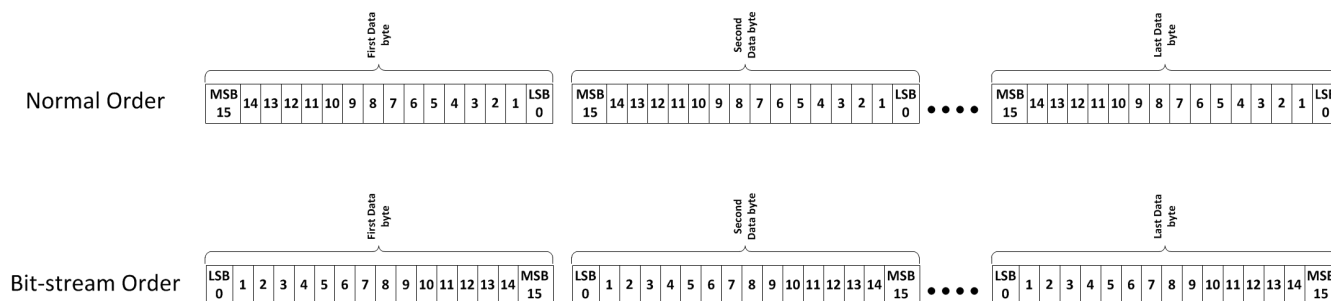 First Data
byte
Second
Data byte
Last Data
byte
Normal Order
MSB 15 14 13 12 11 10 9 8 7 6 5 4 3 2 1 LSB 0
MSB 15 14 13 12 11 10 9 8 7 6 5 4 3 2 1 LSB 0
MSB 15 14 13 12 11 10 9 8 7 6 5 4 3 2 1 LSB 0
First Data
byte
Second
Data byte
Last Data
byte
Bit-stream Order
LSB 0 1 2 3 4 5 6 7 8 9 10 11 12 13 14 MSB 15
LSB 0 1 2 3 4 5 6 7 8 9 10 11 12 13 14 MSB 15
LSB 0 1 2 3 4 5 6 7 8 9 10 11 12 13 14 MSB 15